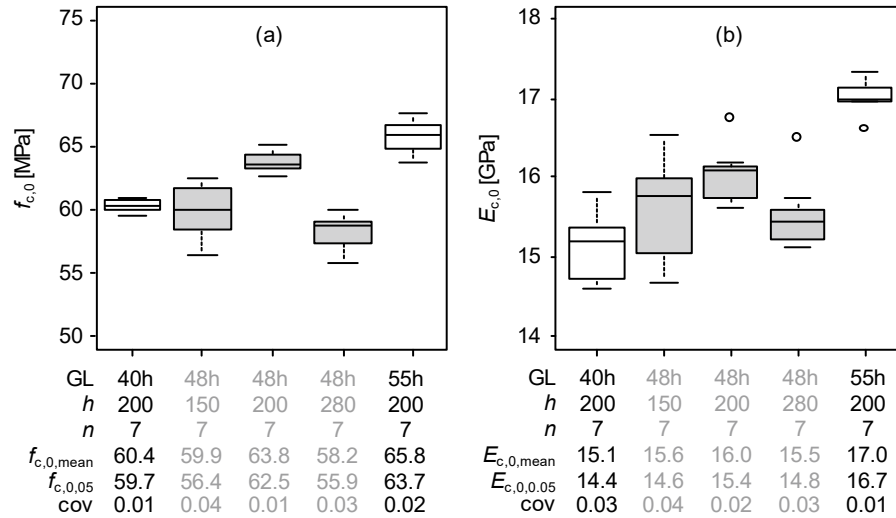 (a)
75
70
65
60
55
50
f c,0 [MPa]
GL 40h 48h 48h 48h 55h
h 200 150 200 280 200
n 7 7 7 7 7
f c,0,mean 60.4 59.9 63.8 58.2 65.8
f c,0,05 59.7 56.4 62.5 55.9 63.7
cov 0.01 0.04 0.01 0.03 0.02
(b)
18
17
16
15
14
E c,0 [GPa]
GL 40h 48h 48h 48h 55h
h 200 150 200 280 200
n 7 7 7 7 7
E c,0,mean 15.1 15.6 16.0 15.5 17.0
E c,0,0.05 14.4 14.6 15.4 14.8 16.7
cov 0.03 0.04 0.02 0.03 0.01